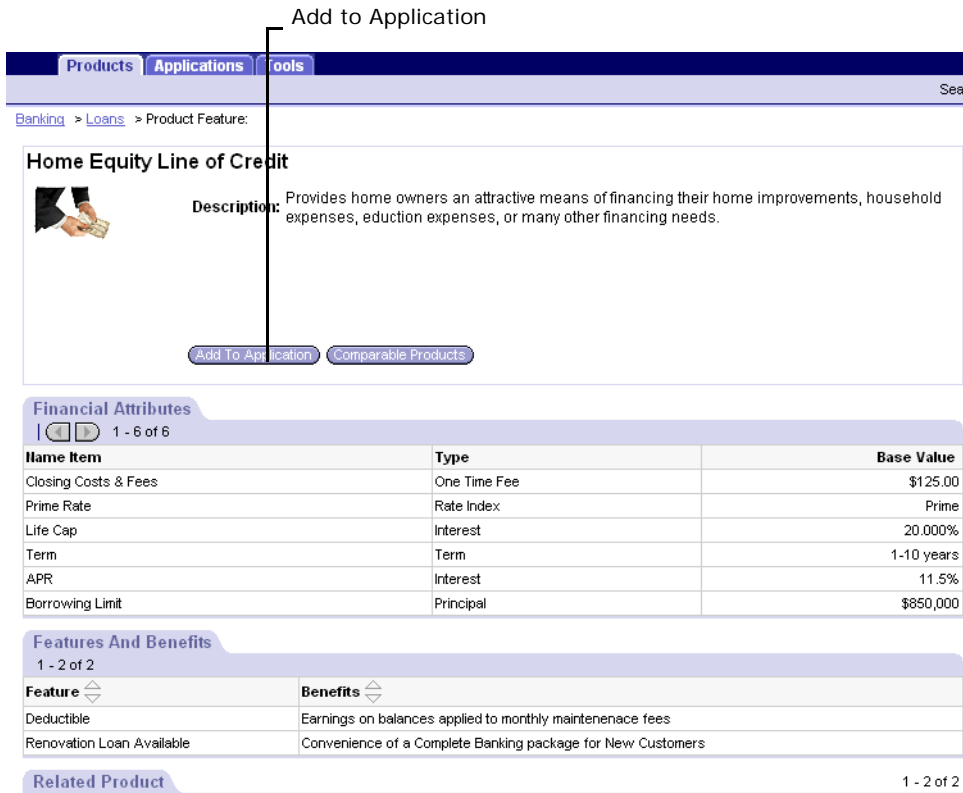 Add to Application
Products Applications Tools
Sea
Banking > Loans > Product Feature:
Home Equity Line of Credit
Description: Provides home owners an attractive means of financing their home improvements, household
expenses, eduction expenses, or many other financing needs.
Add To Application Comparable Products
Financial Attributes
1 - 6 of 6
Name Item Type Base Value
Closing Costs & Fees One Time Fee $125.00
Prime Rate Rate Index Prime
Life Cap Interest 20.000%
Term Term 1-10 years
APR Interest 11.5%
Borrowing Limit Principal $850,000
Features And Benefits
1 - 2 of 2
Feature Benefits
Deductible Earnings on balances applied to monthly maintenenace fees
Renovation Loan Available Convenience of a Complete Banking package for New Customers
Related Product 1 - 2 of 2